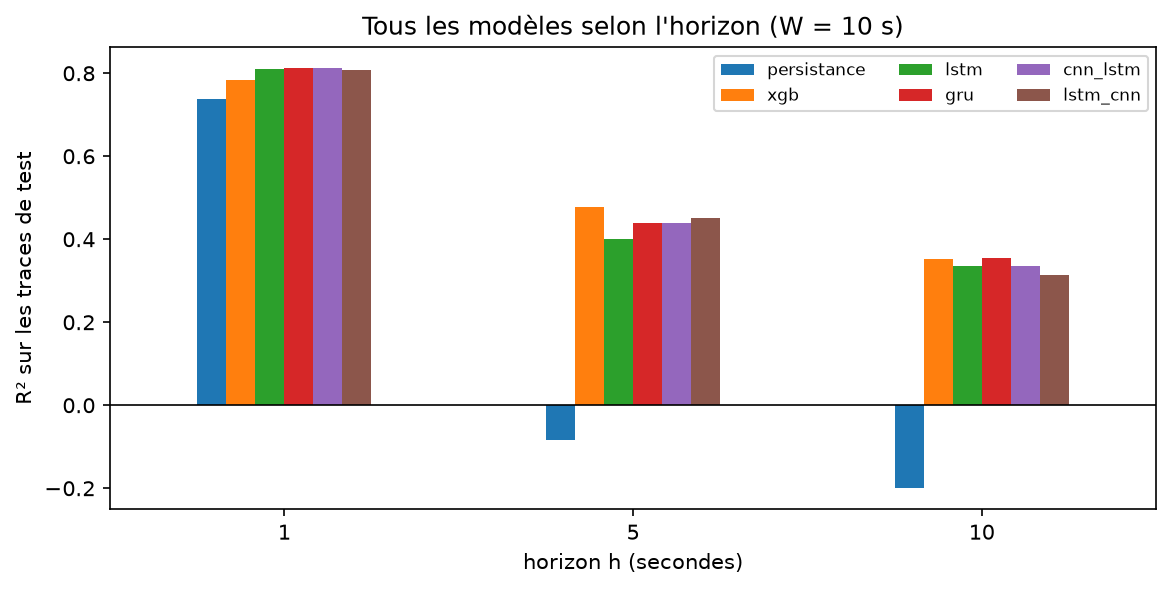 Tous les modèles selon l'horizon (W = 10 s)
persistance
xgb
lstm
gru
cnn_lstm
lstm_cnn
R² sur les traces de test
0.8
0.6
0.4
0.2
0.0
−0.2
1
5
10
horizon h (secondes)